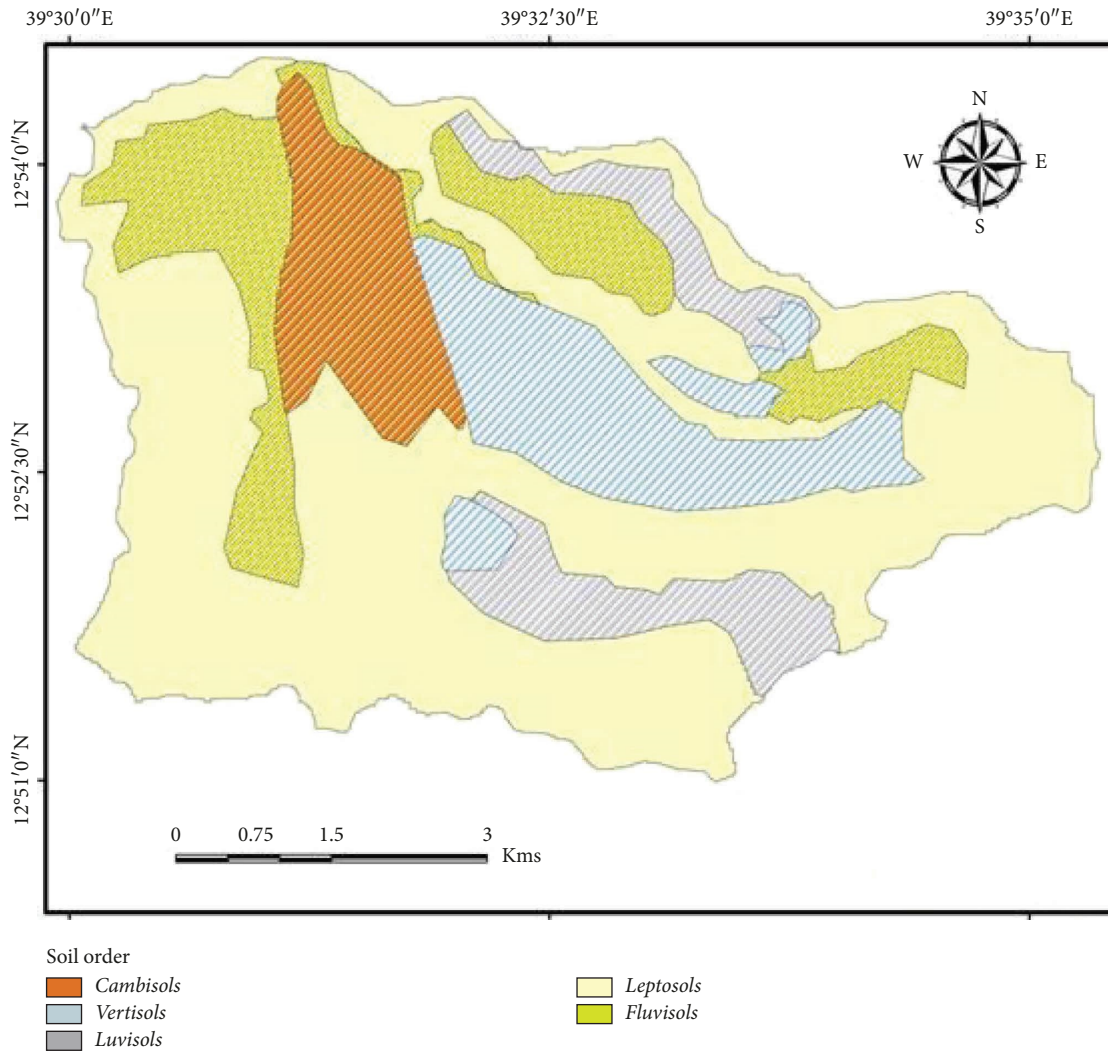 39°30′0″E 39°32′30″E 39°35′0″E
12°54′0″N
12°52′30″N
12°51′0″N
N
W E
S
0 0.75 1.5 3
Kms
Soil order
Cambisols
Vertisols
Luvisols
Leptosols
Fluvisols